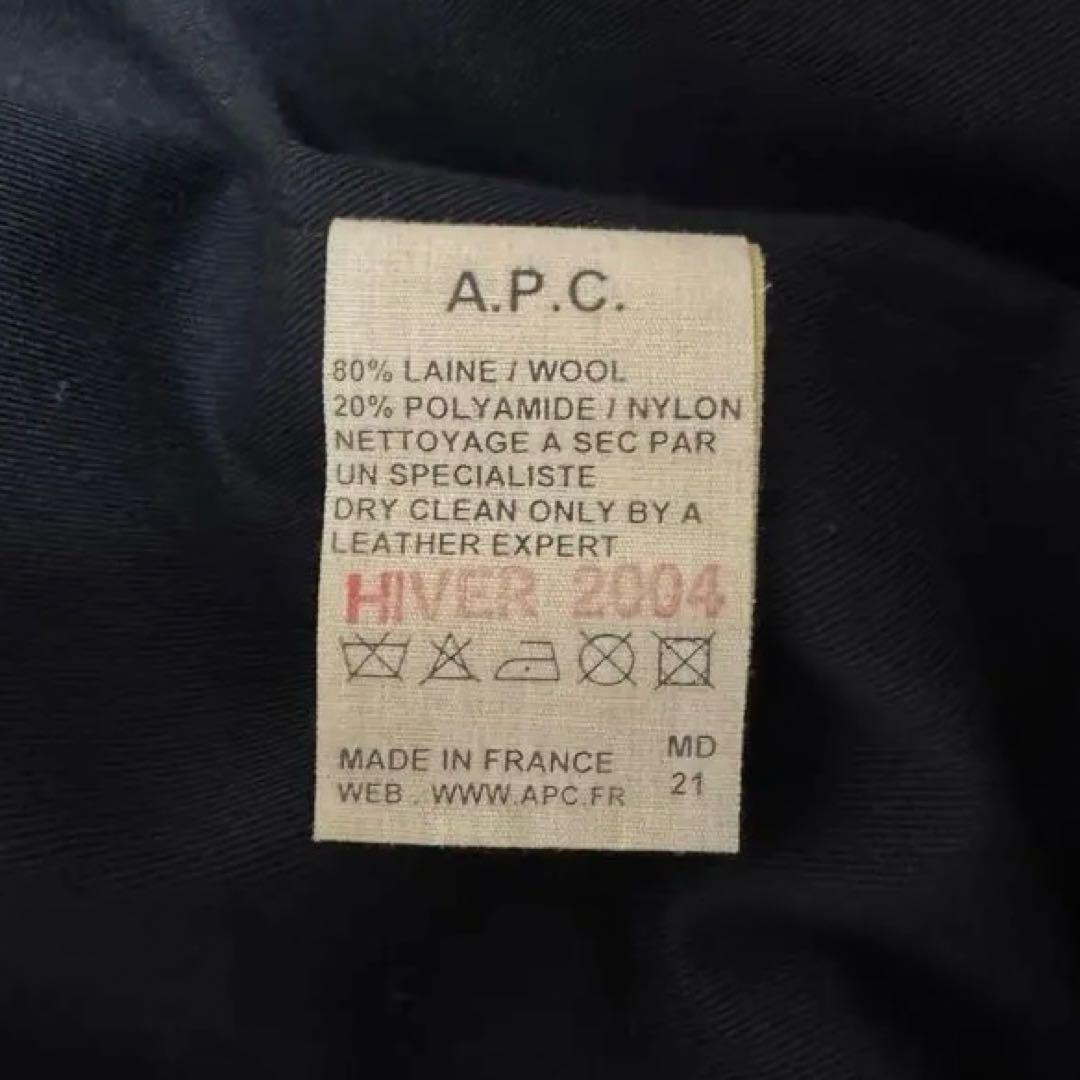 A.P.C.
80% LAINE / WOOL
20% POLYAMIDE / NYLON
NETTOYAGE A SEC PAR
UN SPECIALISTE
DRY CLEAN ONLY BY A
LEATHER EXPERT
HIVER 2004
MADE IN FRANCE MD
WEB . WWW.APC.FR 21